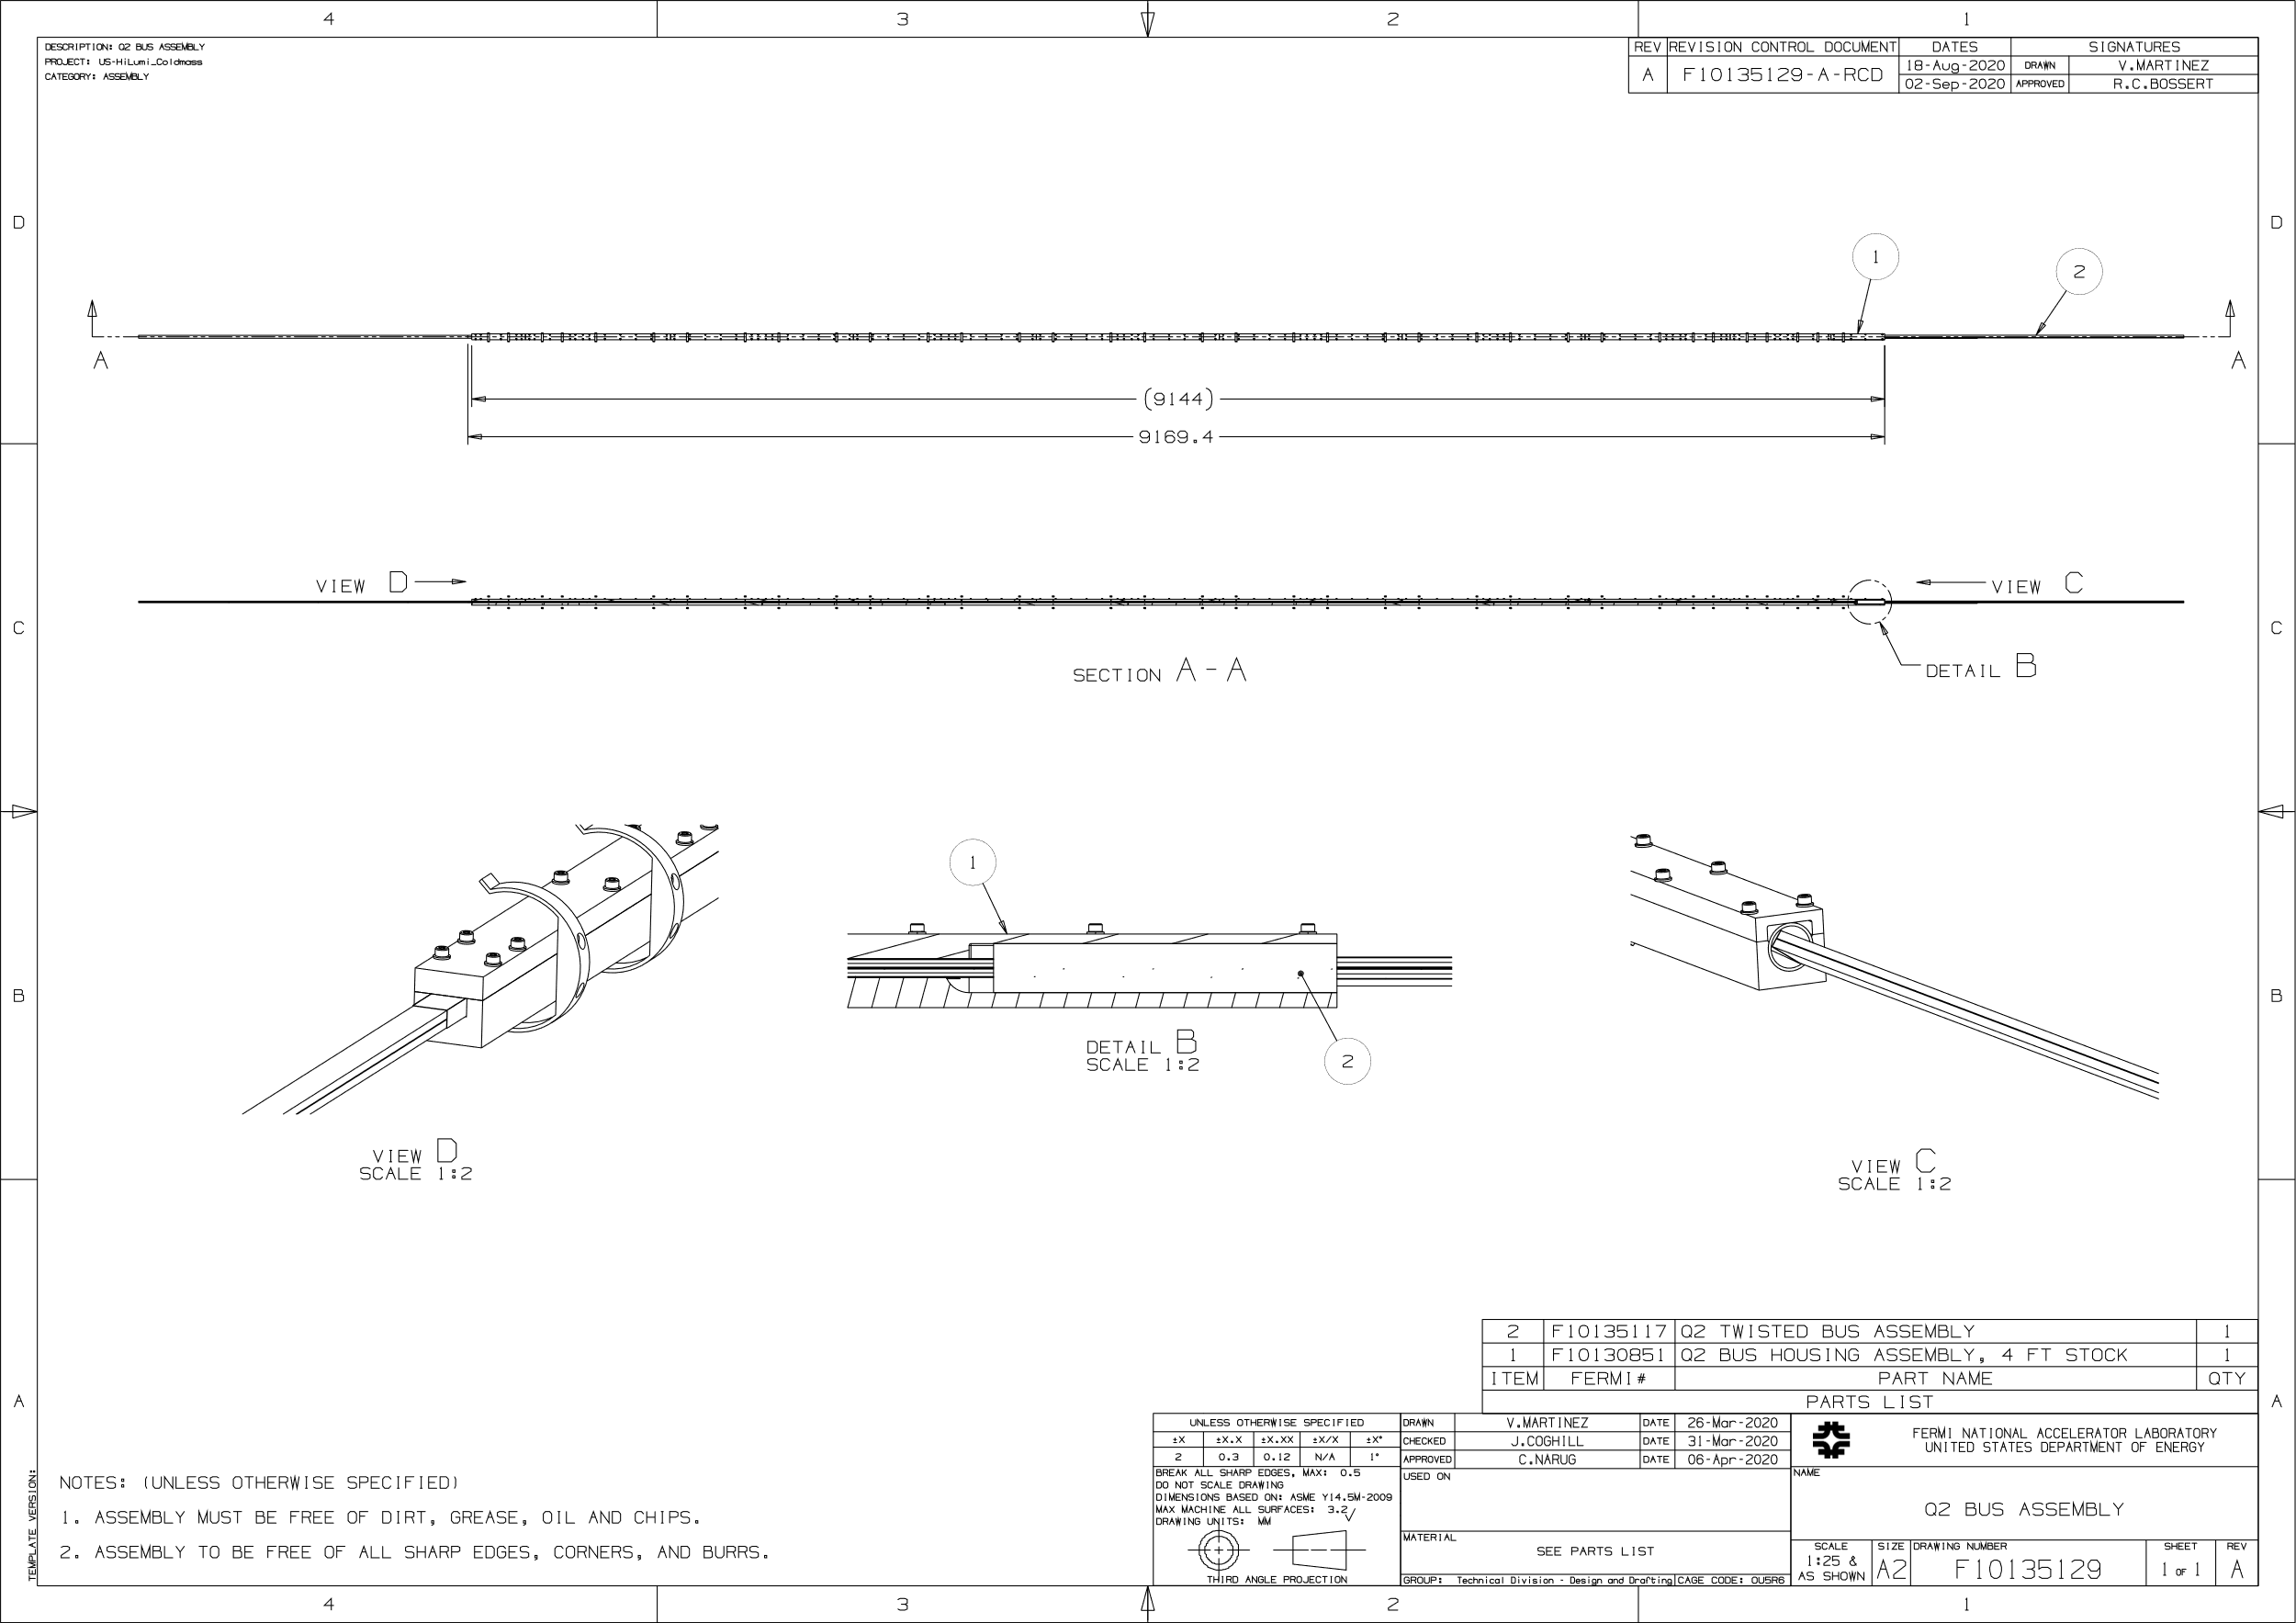 4 3 2 1
DESCRIPTION: Q2 BUS ASSEMBLY
PROJECT: US-HiLumi_Coldmass
CATEGORY: ASSEMBLY
REV REVISION CONTROL DOCUMENT DATES SIGNATURES
A F10135129-A-RCD 18-Aug-2020 DRAWN V.MARTINEZ
02-Sep-2020 APPROVED R.C.BOSSERT
D D
1
2
A A
(9144)
9169.4
VIEW D
VIEW C
C C
SECTION A-A
DETAIL B
1
B B
2
DETAIL B
SCALE 1:2
VIEW D
SCALE 1:2
VIEW C
SCALE 1:2
2 F10135117 Q2 TWISTED BUS ASSEMBLY 1
1 F10130851 Q2 BUS HOUSING ASSEMBLY, 4 FT STOCK 1
ITEM FERMI# PART NAME QTY
PARTS LIST
A A
UNLESS OTHERWISE SPECIFIED
±X ±X.X ±X.XX ±X/X ±X°
2 0.3 0.12 N/A 1°
BREAK ALL SHARP EDGES, MAX: 0.5
DO NOT SCALE DRAWING
DIMENSIONS BASED ON: ASME Y14.5M-2009
MAX MACHINE ALL SURFACES: 3.2
DRAWING UNITS: MM
THIRD ANGLE PROJECTION
DRAWN V.MARTINEZ DATE 26-Mar-2020
CHECKED J.COGHILL DATE 31-Mar-2020
APPROVED C.NARUG DATE 06-Apr-2020
USED ON
MATERIAL
SEE PARTS LIST
GROUP: Technical Division - Design and Drafting CAGE CODE: OU5R6
FERMI NATIONAL ACCELERATOR LABORATORY
UNITED STATES DEPARTMENT OF ENERGY
NAME
Q2 BUS ASSEMBLY
SCALE SIZE DRAWING NUMBER SHEET REV
1:25 &
AS SHOWN A2 F10135129 1 OF 1 A
NOTES: (UNLESS OTHERWISE SPECIFIED)
1. ASSEMBLY MUST BE FREE OF DIRT, GREASE, OIL AND CHIPS.
2. ASSEMBLY TO BE FREE OF ALL SHARP EDGES, CORNERS, AND BURRS.
TEMPLATE VERSION:
4 3 2 1